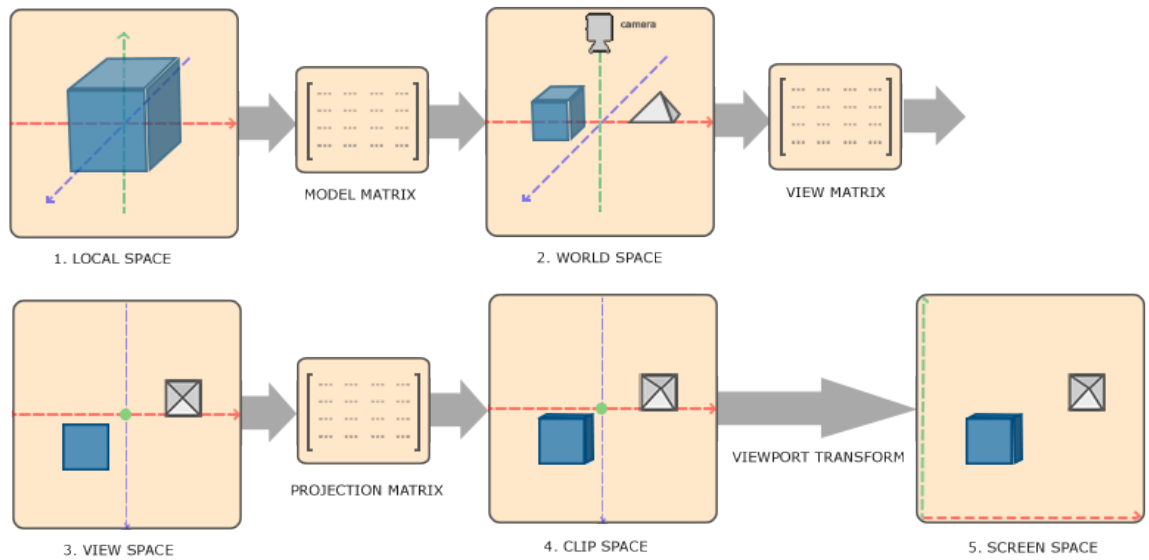 camera
MODEL MATRIX
VIEW MATRIX
1. LOCAL SPACE
2. WORLD SPACE
PROJECTION MATRIX
VIEWPORT TRANSFORM
3. VIEW SPACE
4. CLIP SPACE
5. SCREEN SPACE